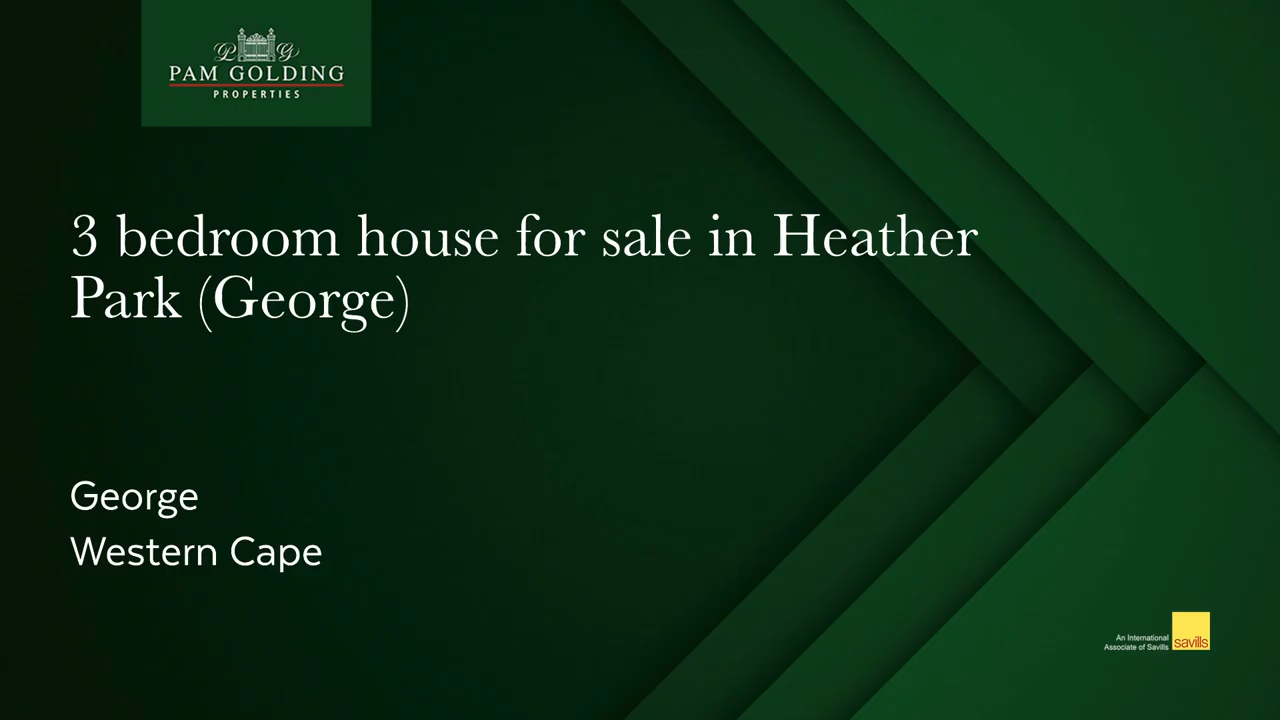 P G
PAM GOLDING
PROPERTIES
3 bedroom house for sale in Heather
Park (George)
George
Western Cape
An International
Associate of Savills
savills